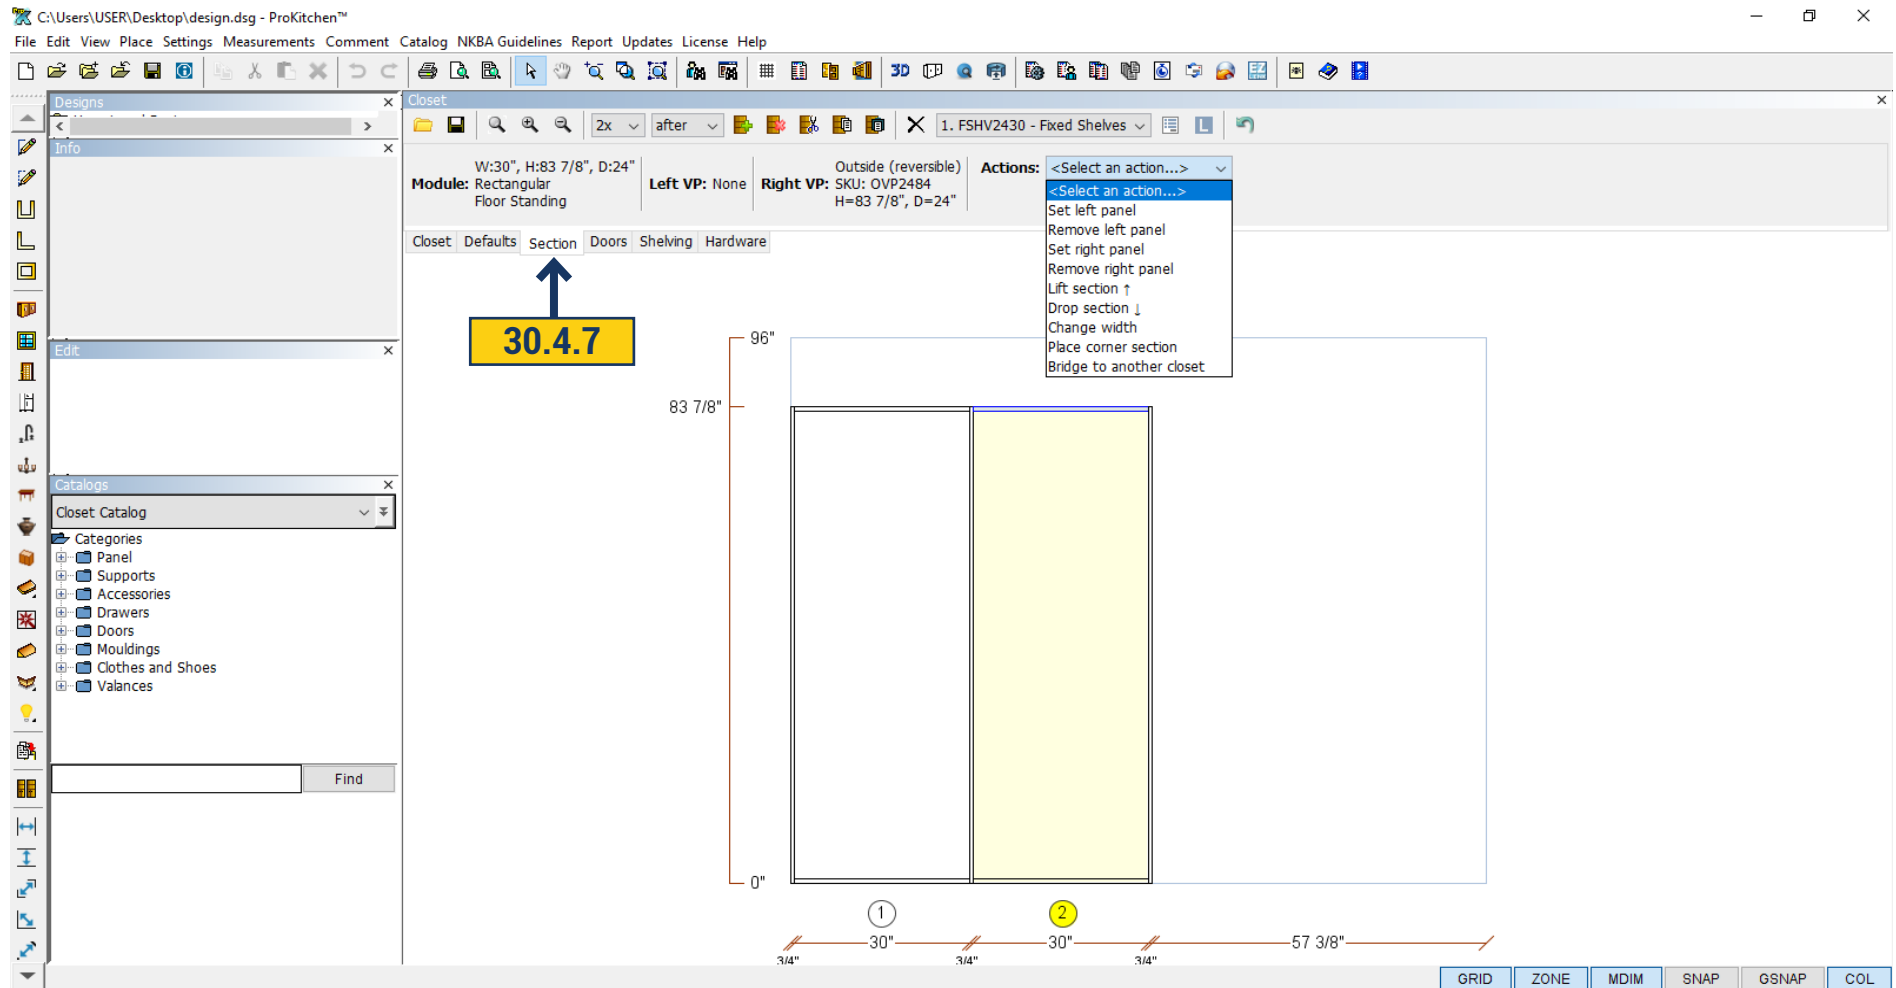 C:\Users\USER\Desktop\design.dsg - ProKitchen™
File Edit View Place Settings Measurements Comment Catalog NKBA Guidelines Report Updates License Help
3D
Designs
Closet
2x
after
1. FSHV2430 - Fixed Shelves
L
Info
Module:
W:30", H:83 7/8", D:24"
Rectangular
Floor Standing
Left VP: None
Right VP:
Outside (reversible)
SKU: OVP2484
H=83 7/8", D=24"
Actions:
<Select an action...>
<Select an action...>
Set left panel
Remove left panel
Set right panel
Remove right panel
Lift section ↑
Drop section ↓
Change width
Place corner section
Bridge to another closet
Closet Defaults Section Doors Shelving Hardware
30.4.7
Edit
Catalogs
Closet Catalog
Categories
Panel
Supports
Accessories
Drawers
Doors
Mouldings
Clothes and Shoes
Valances
Find
96"
83 7/8"
0"
1
2
30"
30"
57 3/8"
3/4"
3/4"
3/4"
GRID ZONE MDIM SNAP GSNAP COL